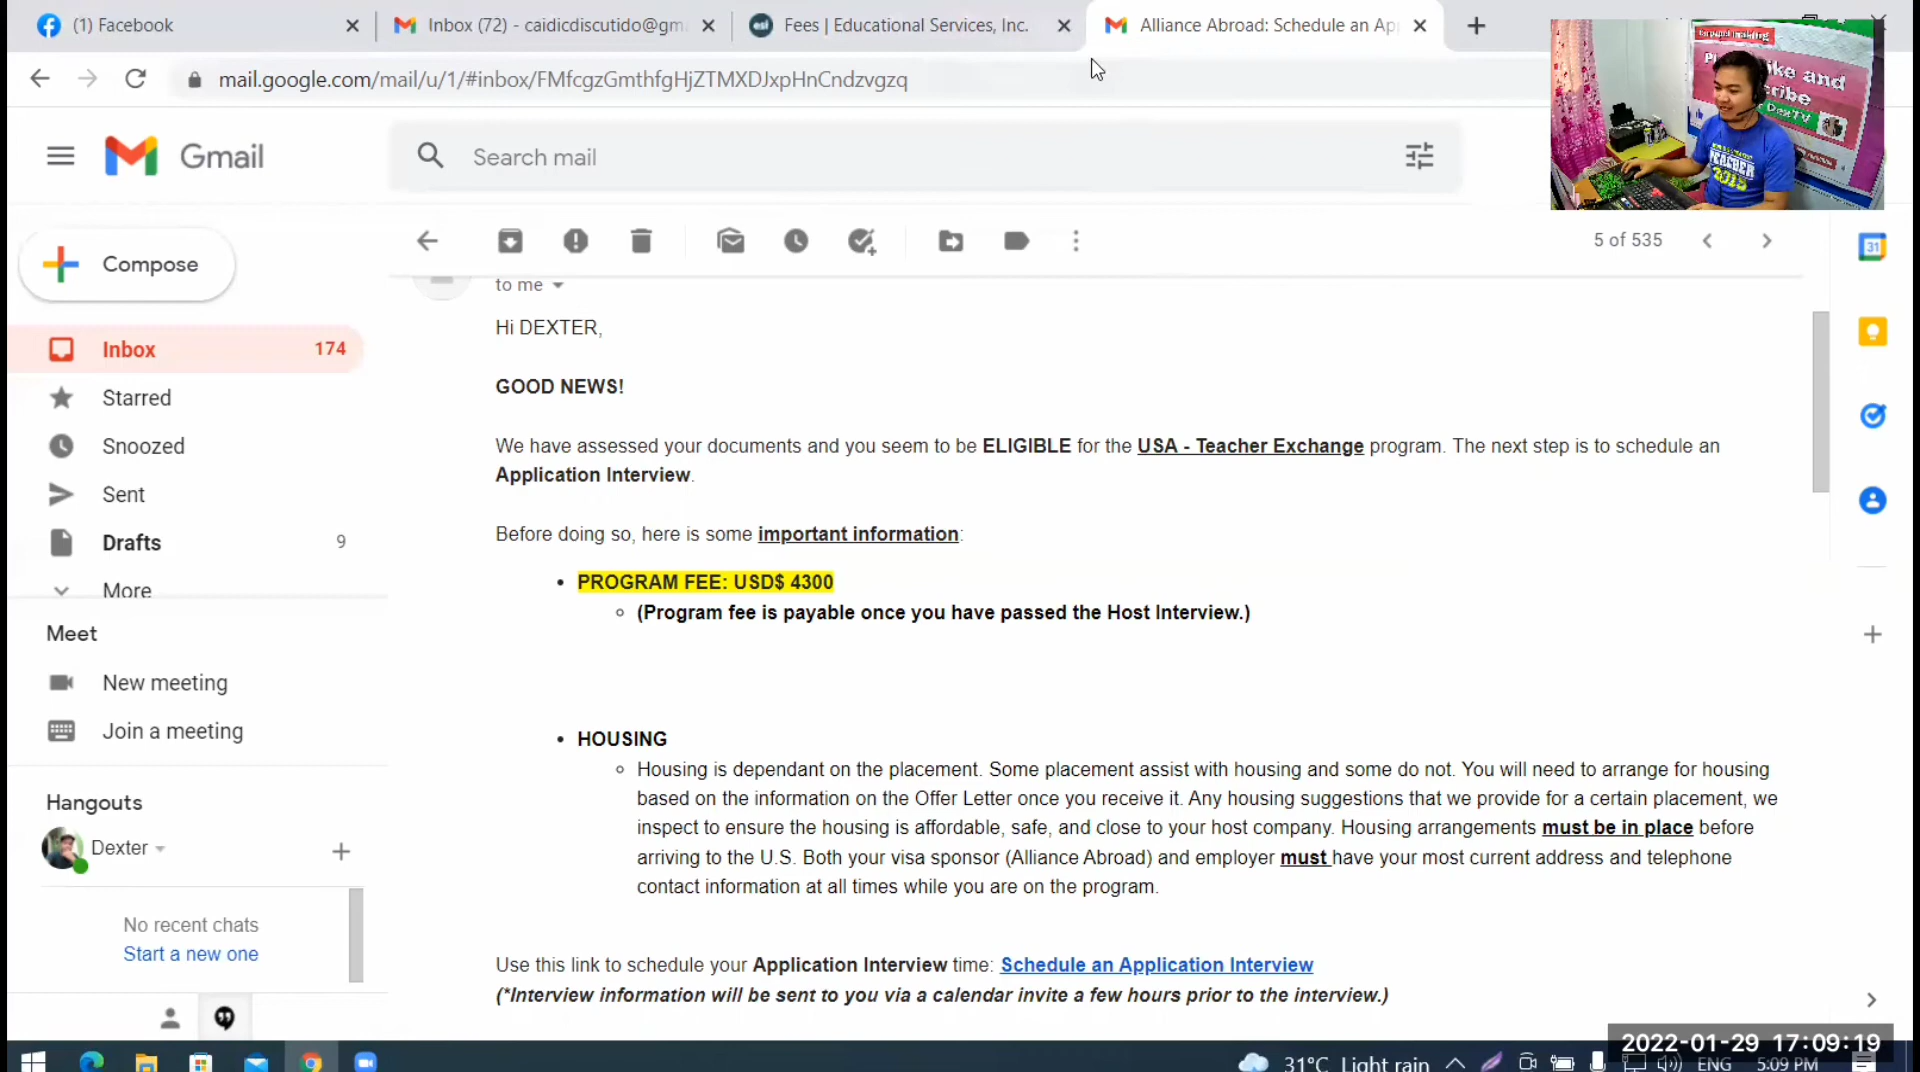 (1) Facebook
Inbox (72) - caidicdiscutido@gm
Fees | Educational Services, Inc.
Alliance Abroad: Schedule an Ap
mail.google.com/mail/u/1/#inbox/FMfcgzGmthfgHjZTMXDJxpHnCndzvgzq
Gmail
Search mail
Compose
5 of 535
Inbox 174
Starred
Snoozed
Sent
Drafts 9
More
Meet
New meeting
Join a meeting
Hangouts
Dexter
No recent chats
Start a new one
to me
Hi DEXTER,
GOOD NEWS!
We have assessed your documents and you seem to be ELIGIBLE for the USA - Teacher Exchange program. The next step is to schedule an
Application Interview.
Before doing so, here is some important information:
• PROGRAM FEE: USD$ 4300
○ (Program fee is payable once you have passed the Host Interview.)
• HOUSING
○ Housing is dependant on the placement. Some placement assist with housing and some do not. You will need to arrange for housing
based on the information on the Offer Letter once you receive it. Any housing suggestions that we provide for a certain placement, we
inspect to ensure the housing is affordable, safe, and close to your host company. Housing arrangements must be in place before
arriving to the U.S. Both your visa sponsor (Alliance Abroad) and employer must have your most current address and telephone
contact information at all times while you are on the program.
Use this link to schedule your Application Interview time: Schedule an Application Interview
(*Interview information will be sent to you via a calendar invite a few hours prior to the interview.)
31
ike and
cribe
DexTV
TEACHER
2015
2022-01-29 17:09:19
31°C Light rain
ENG
5:09 PM